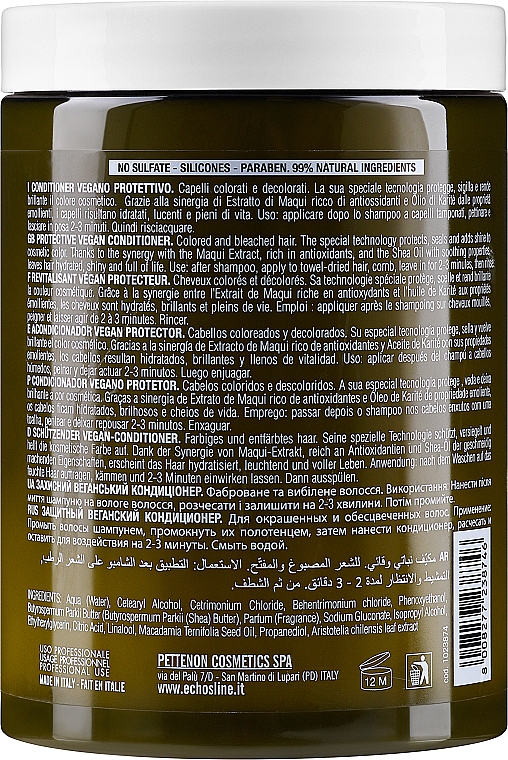 NO SULFATE - SILICONES - PARABEN. 99% NATURAL INGREDIENTS
I CONDITIONER VEGANO PROTETTIVO. Capelli colorati e decolorati. La sua speciale tecnologia protegge, sigilla e rende
brillante il colore cosmetico. Grazie alla sinergia di Estratto di Maqui ricco di antiossidanti e Olio di Karité dalle proprietà
emollienti, i capelli risultano idratati, lucenti e pieni di vita. Uso: applicare dopo lo shampoo a capelli tamponati, pettinare e
lasciare in posa 2-3 minuti. Quindi risciacquare.
GB PROTECTIVE VEGAN CONDITIONER. Colored and bleached hair. The special technology protects, seals and adds shine to
cosmetic color. Thanks to the synergy with the Maqui Extract, rich in antioxidants, and the Shea Oil with soothing properties,
leaves hair hydrated, shiny and full of life. Use: after shampoo, apply to towel-dried hair, comb, leave in for 2-3 minutes, than rinse.
F REVITALISANT VEGAN PROTECTEUR. Cheveux colorés et décolorés. Sa technologie spéciale protège, scelle et rend brillante
la couleur cosmétique. Grâce à la synergie entre l'Extrait de Maqui riche en antioxydants et l'huile de Karité aux propriétés
émollientes, les cheveux sont hydratés, brillants et pleins de vie. Emploi : appliquer après le shampoing sur cheveux mouillés,
peigner et laisser agir 2 à 3 minutes. Rincer.
E ACONDICIONADOR VEGAN PROTECTOR. Cabellos coloreados y decolorados. Su especial tecnología protege, sella y vuelve
brillante el color cosmético. Gracias a la sinergia de Extracto de Maqui rico de antioxidantes y Aceite de Karité con sus propiedades
emolientes, los cabellos resultan hidratados, brillantes y llenos de vitalidad. Uso: aplicar después del champú a cabellos
húmedos, peinar y dejar actuar 2-3 minutos. Luego enjuagar.
P CONDICIONADOR VEGANO PROTETOR. Cabelos coloridos e descoloridos. A sua especial tecnologia protege, veda e deixa
brilhante a cor cosmética. Graças a sinergia de Estrato de Maqui rico de antioxidantes e Óleo de Karité de propriedade emoliente,
os cabelos ficam hidratados, brilhosos e cheios de vida. Emprego: passar depois o shampoo nos cabelos enxutos com uma
toalha, pentear e deixar repousar 2-3 minutos. Enxaguar.
D SCHÜTZENDER VEGAN-CONDITIONER. Farbiges und entfärbtes haar. Seine spezielle Technologie schützt, versiegelt und
hell die kosmetische Farbe auf. Dank der Synergie von Maqui-Extrakt, reich an Antioxidantien und Shea-Öl der geschmeidig
machenden Eigenschaften, erscheint das Haar hydratisiert, leuchtend und voller Leben. Anwendung: nach dem Waschen auf das
feuchte Haar auftragen, kämmen und 2-3 Minuten einwirken lassen. Dann ausspülen.
UA ЗАХИСНИЙ ВЕГАНСЬКИЙ КОНДИЦІОНЕР. Фарбоване та вибілене волосся. Використання: Нанести після
миття шампуню на вологе волосся, розчесати і залишити на 2-3 хвилини. Потім промийте.
RUS ЗАЩИТНЫЙ ВЕГАНСКИЙ КОНДИЦИОНЕР. Для окрашенных и обесцвеченных волос. Применение:
Промыть волосы шампунем, промокнуть их полотенцем, затем нанести кондиционер, расчесать и
оставить для воздействия на 2-3 минуты. Смыть водой.
AR مكيّف نباتي وقائي. للشعر المصبوغ والمفتح. الاستعمال: التطبيق بعد الشامبو على الشعر الرطب،
التمشيط والانتظار لمدة 2 - 3 دقائق. من ثم الشطف.
INGREDIENTS: Aqua (Water), Cetearyl Alcohol, Cetrimonium Chloride, Behentrimonium chloride, Phenoxyethanol,
Butyrospermum Parkii Butter (Butyrospermum Parkii (Shea) Butter), Parfum (Fragrance), Sodium Gluconate, Isopropyl Alcohol,
Ethylhexylglycerin, Citric Acid, Linalool, Macadamia Ternifolia Seed Oil, Propanediol, Aristotelia chilensis leaf extract
USO PROFESSIONALE
USAGE PROFESSIONNEL
PROFESSIONAL USE
MADE IN ITALY - FAIT EN ITALIE
PETTENON COSMETICS SPA
via del Palù 7/D - San Martino di Lupari (PD) ITALY
www.echosline.it
12 M
cod. 1023874
8 008277 238746